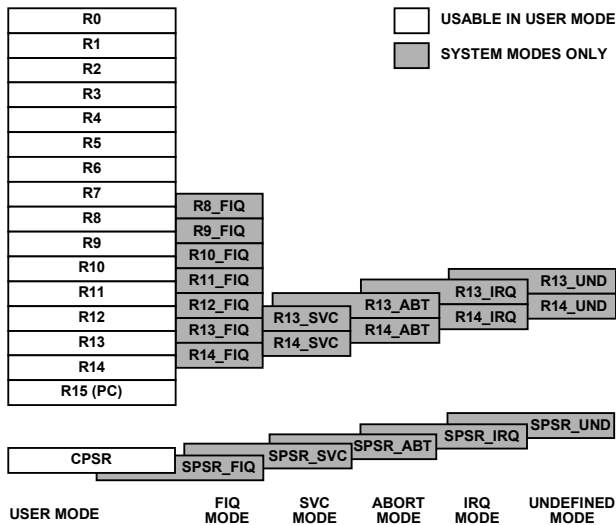 R0
R1
R2
R3
R4
R5
R6
R7
R8
R9
R10
R11
R12
R13
R14
R15 (PC)
USABLE IN USER MODE
SYSTEM MODES ONLY
R8_FIQ
R9_FIQ
R10_FIQ
R11_FIQ
R12_FIQ
R13_FIQ
R14_FIQ
R13_SVC
R14_SVC
R13_ABT
R14_ABT
R13_IRQ
R14_IRQ
R13_UND
R14_UND
CPSR
SPSR_FIQ
SPSR_SVC
SPSR_ABT
SPSR_IRQ
SPSR_UND
USER MODE
FIQ
MODE
SVC
MODE
ABORT
MODE
IRQ
MODE
UNDEFINED
MODE